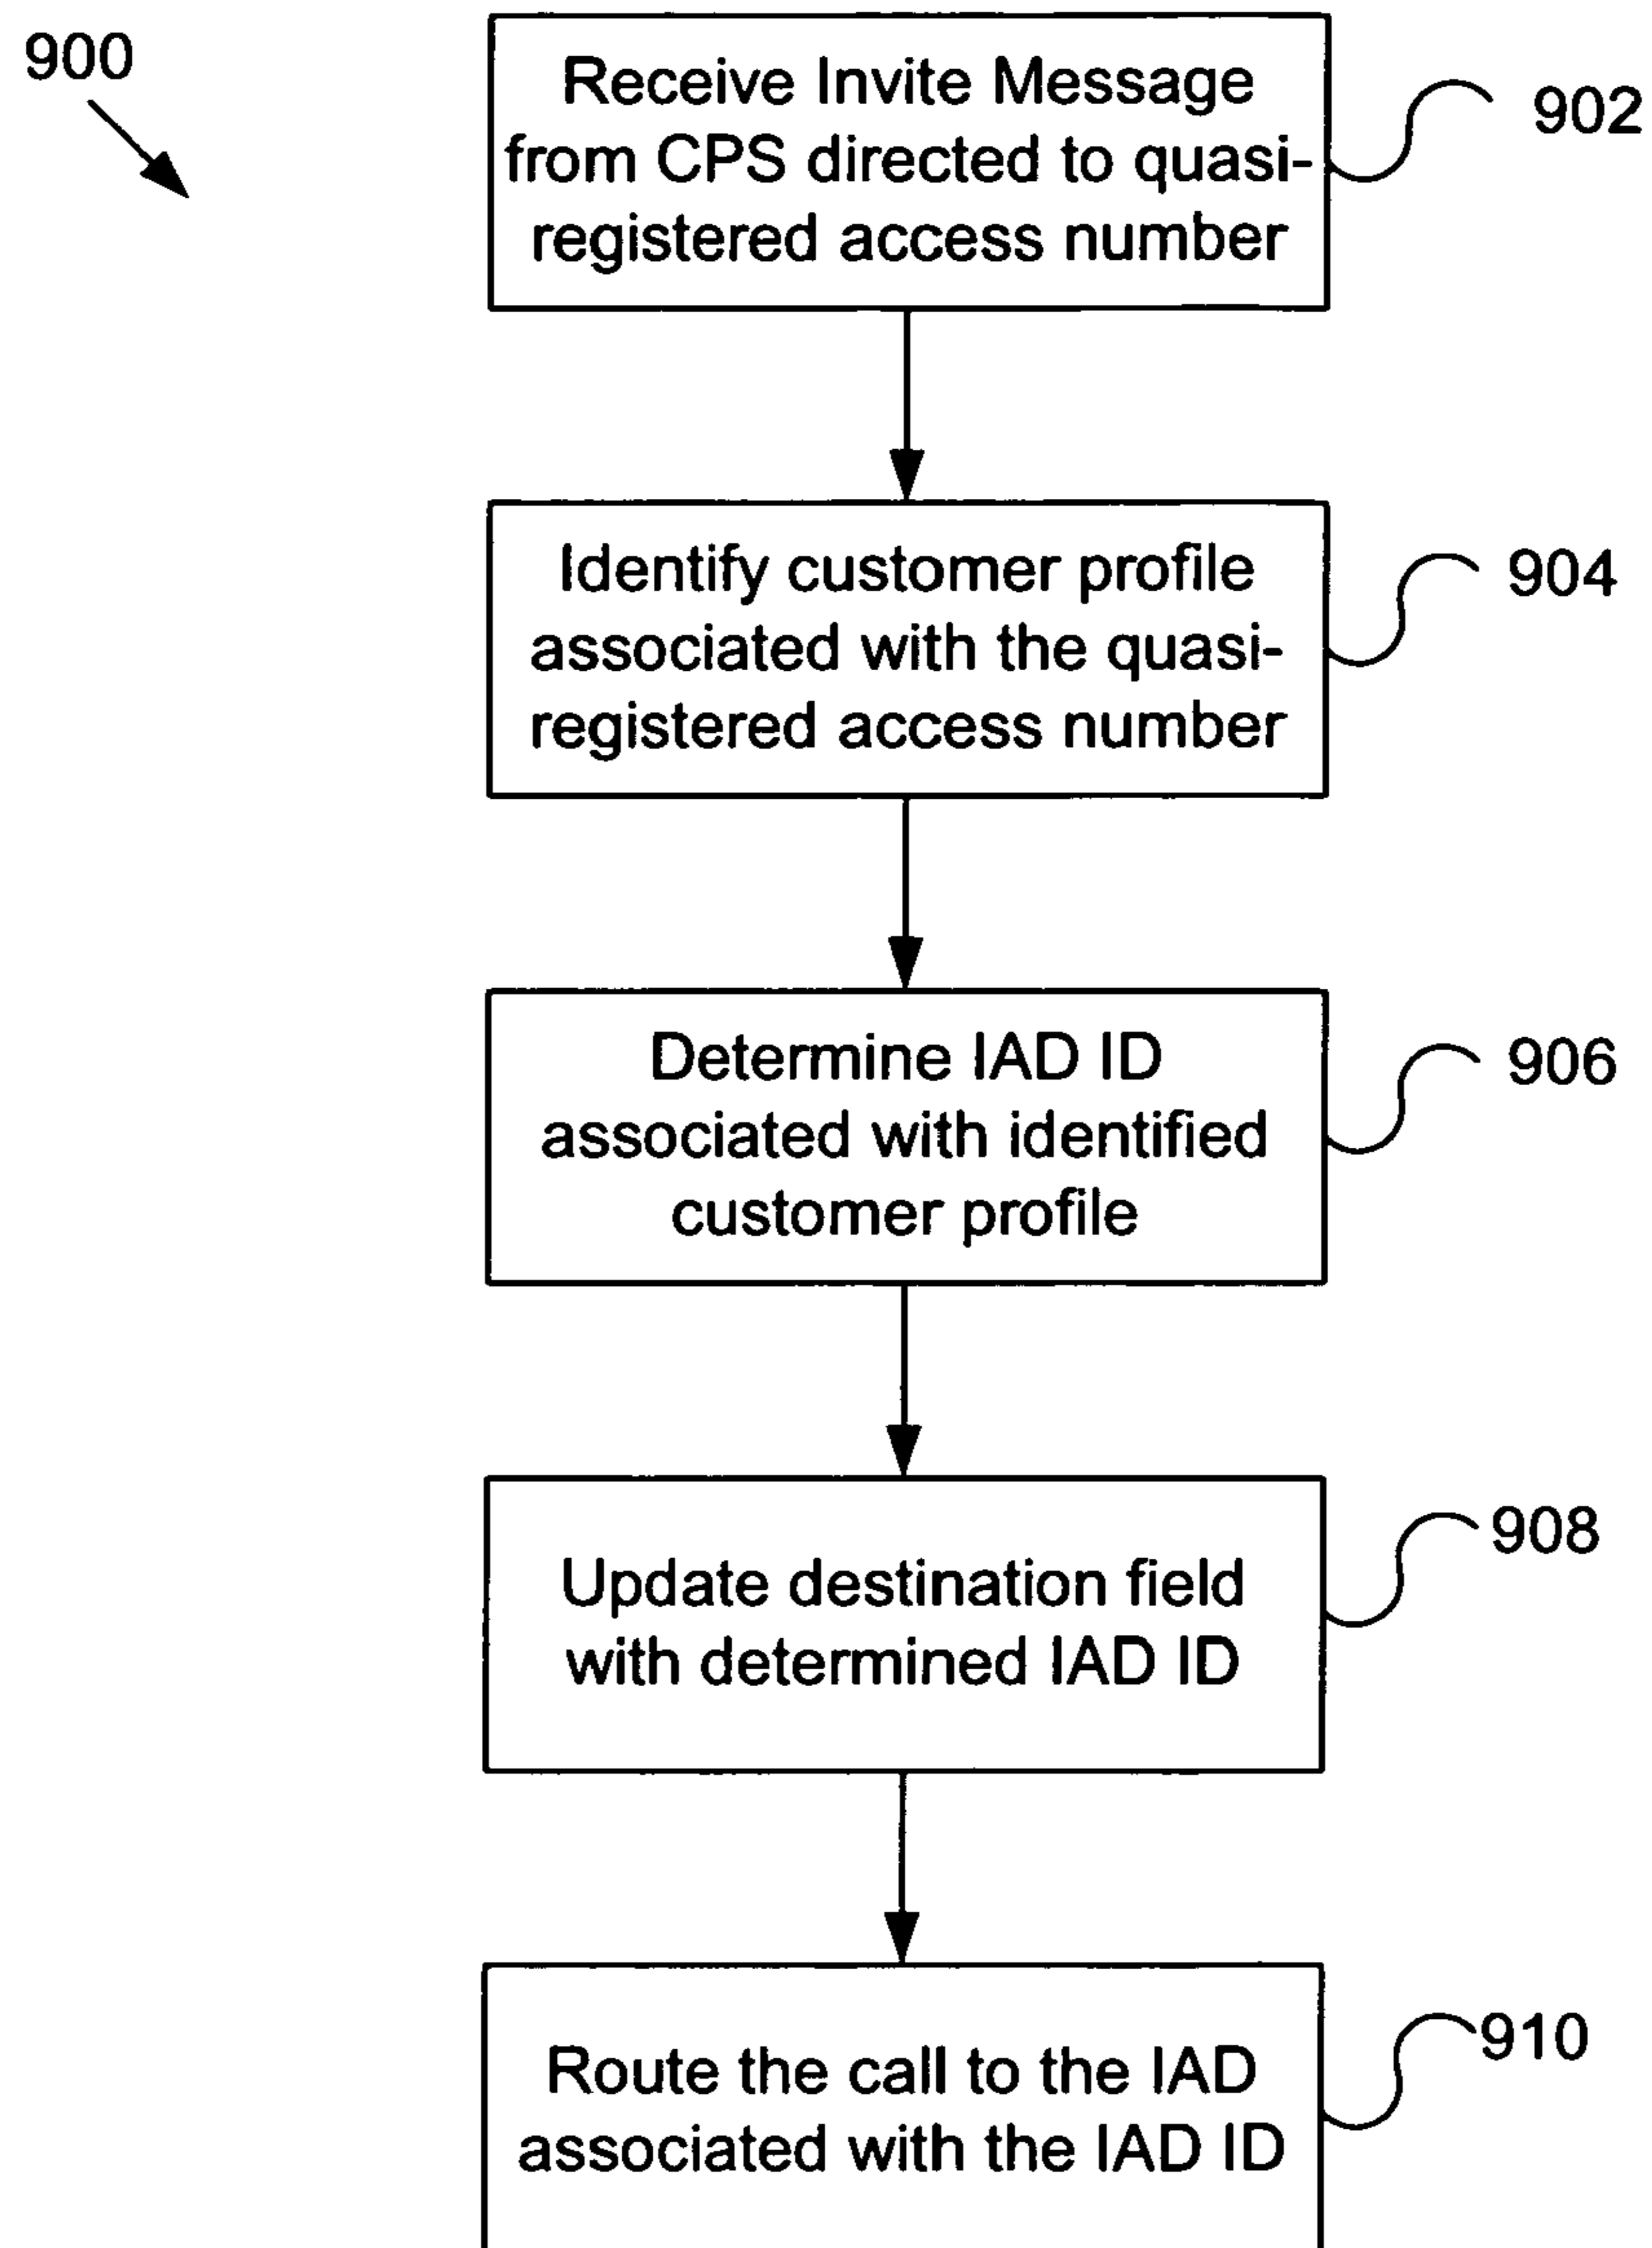 900
Receive Invite Message
902
from CPS directed to quasi-
registered access number
Identify customer profile
904
associated with the quasi-
registered access number
Determine IAD ID
906
associated with identified
customer profile
908
Update destination field
with determined IAD ID
910
Route the call to the IAD
associated with the IAD ID